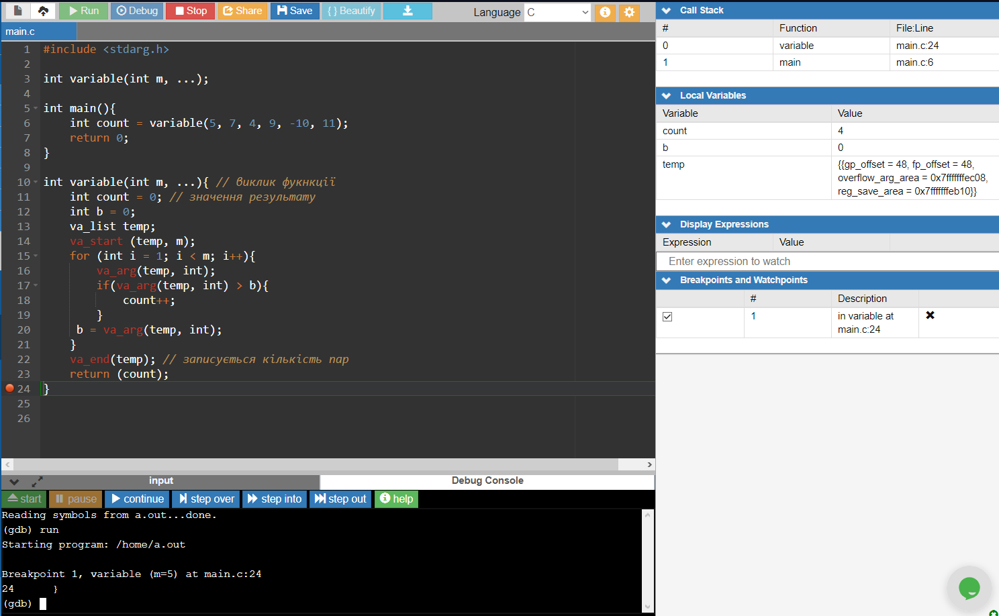 Run
Debug
Stop
Share
Save
{ } Beautify
Language
C
main.c
1 #include <stdarg.h>
2
3 int variable(int m, ...);
4
5 int main(){
6 int count = variable(5, 7, 4, 9, -10, 11);
7 return 0;
8 }
9
10 int variable(int m, ...){ // виклик фукнкції
11 int count = 0; // значення результату
12 int b = 0;
13 va_list temp;
14 va_start (temp, m);
15 for (int i = 1; i < m; i++){
16 va_arg(temp, int);
17 if(va_arg(temp, int) > b){
18 count++;
19 }
20 b = va_arg(temp, int);
21 }
22 va_end(temp); // записується кількість пар
23 return (count);
24 }
25
26
input
Debug Console
start
pause
continue
step over
step into
step out
help
Reading symbols from a.out...done.
(gdb) run
Starting program: /home/a.out
Breakpoint 1, variable (m=5) at main.c:24
24 }
(gdb)
Call Stack
# Function File:Line
0 variable main.c:24
1 main main.c:6
Local Variables
Variable Value
count 4
b 0
temp {{gp_offset = 48, fp_offset = 48,
overflow_arg_area = 0x7fffffffec08,
reg_save_area = 0x7fffffffeb10}}
Display Expressions
Expression Value
Enter expression to watch
Breakpoints and Watchpoints
# Description
1 in variable at
main.c:24